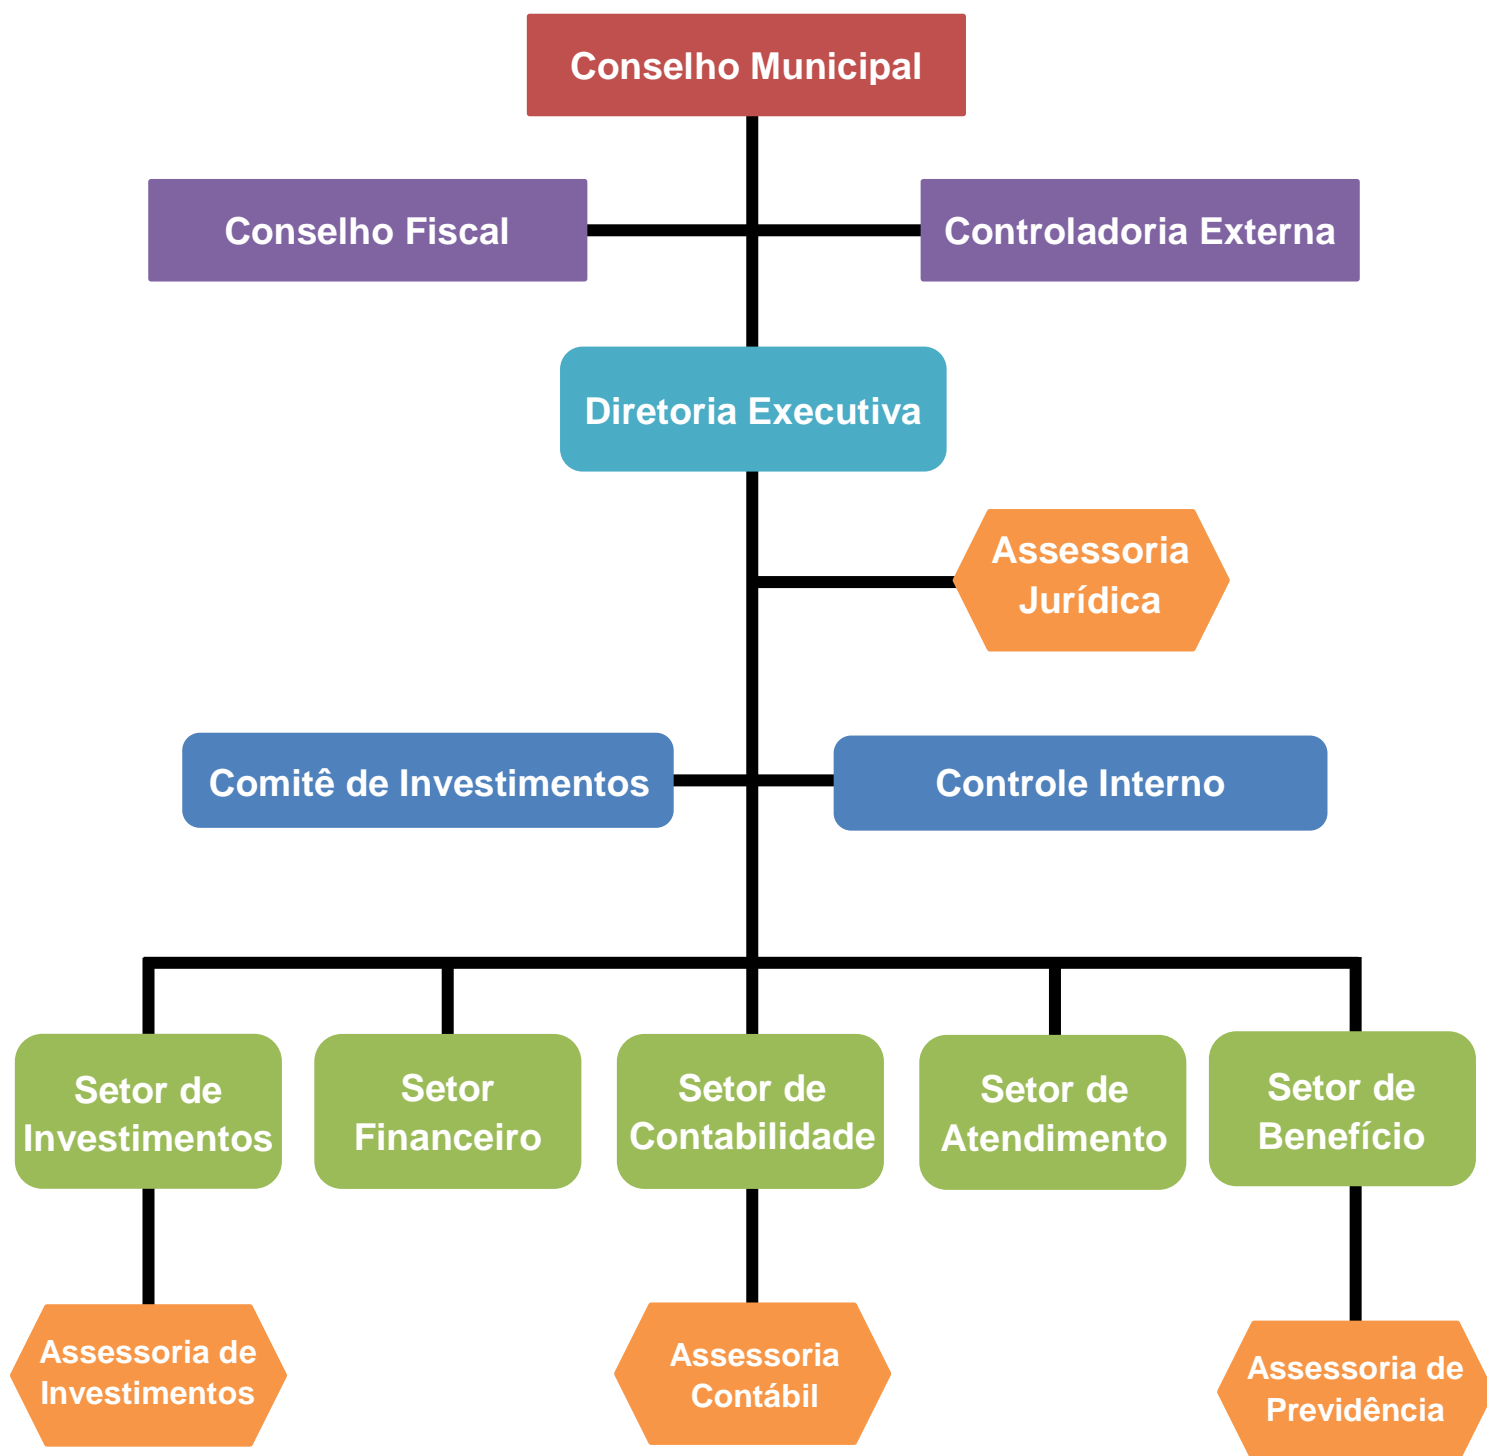 Conselho Municipal
Conselho Fiscal
Controladoria Externa
Diretoria Executiva
Assessoria
Jurídica
Comitê de Investimentos
Controle Interno
Setor de
Investimentos
Setor
Financeiro
Setor de
Contabilidade
Setor de
Atendimento
Setor de
Benefício
Assessoria de
Investimentos
Assessoria
Contábil
Assessoria de
Previdência